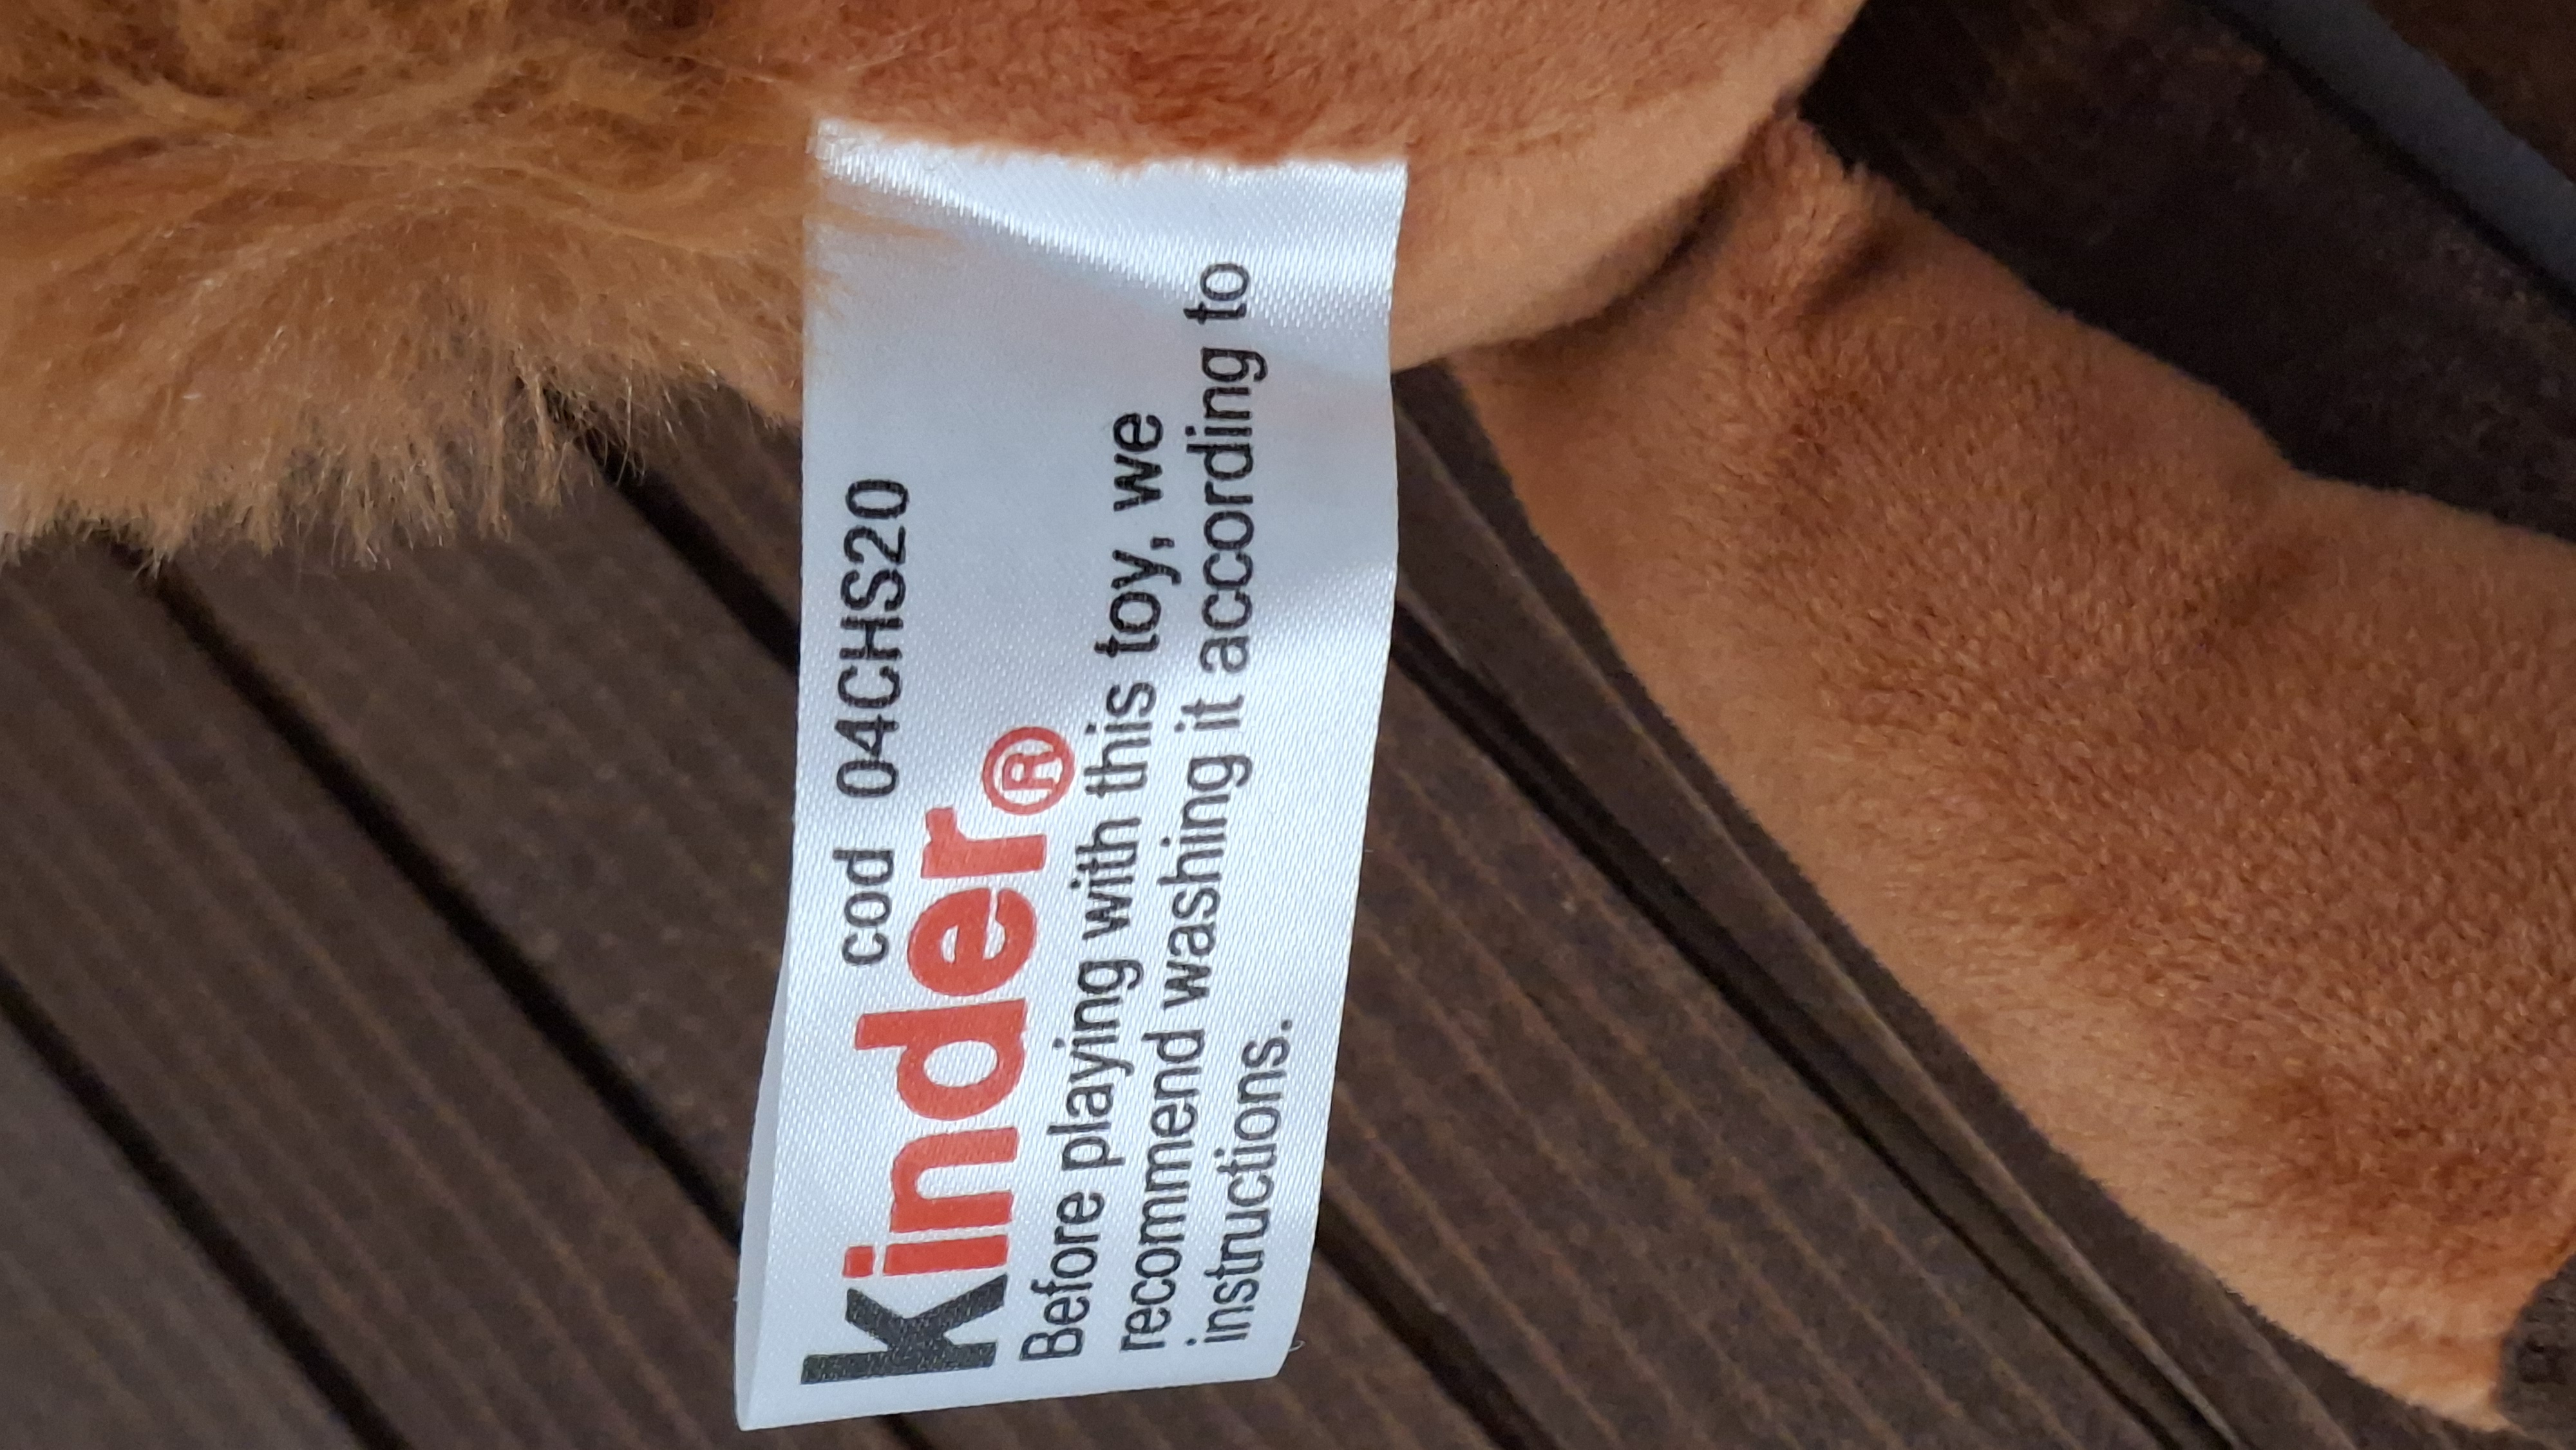 cod 04CHS20
kinder®
Before playing with this toy, we
recommend washing it according to
instructions.